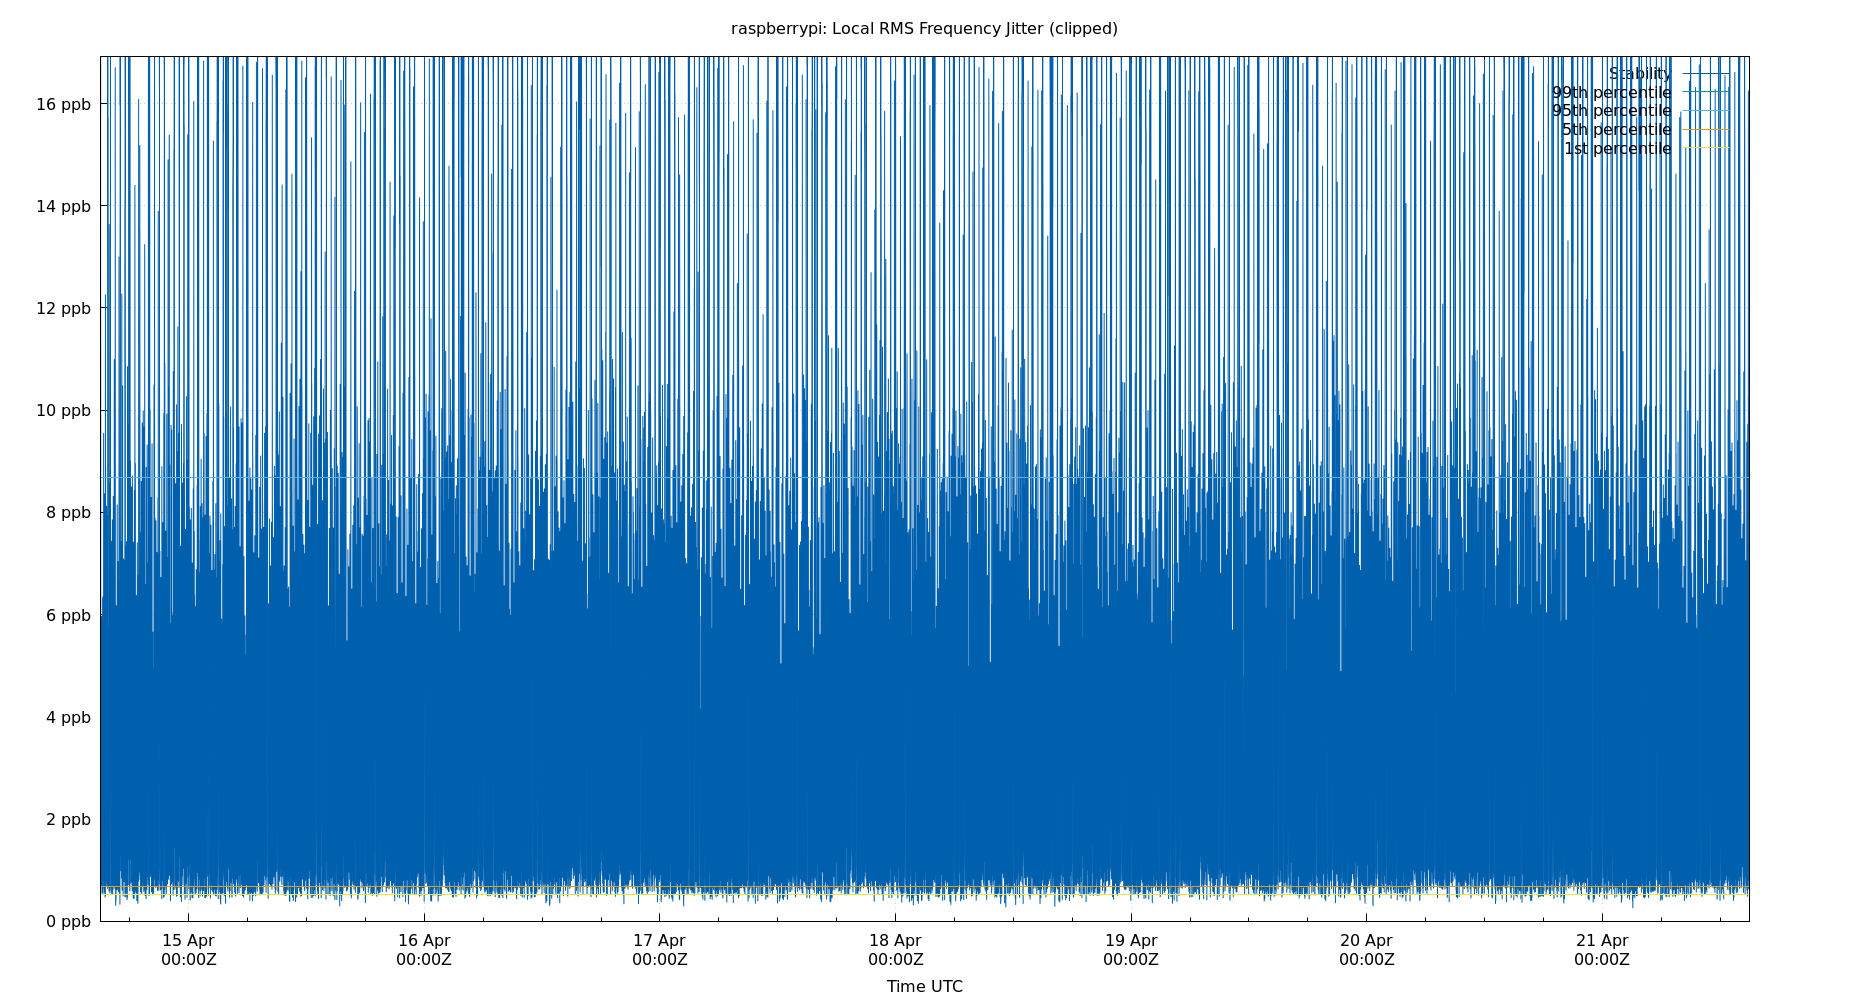 raspberrypi: Local RMS Frequency Jitter (clipped)
Stability
99th percentile
95th percentile
5th percentile
1st percentile
16 ppb
14 ppb
12 ppb
10 ppb
8 ppb
6 ppb
4 ppb
2 ppb
0 ppb
15 Apr 16 Apr 17 Apr 18 Apr 19 Apr 20 Apr 21 Apr
00:00Z 00:00Z 00:00Z 00:00Z 00:00Z 00:00Z 00:00Z
Time UTC